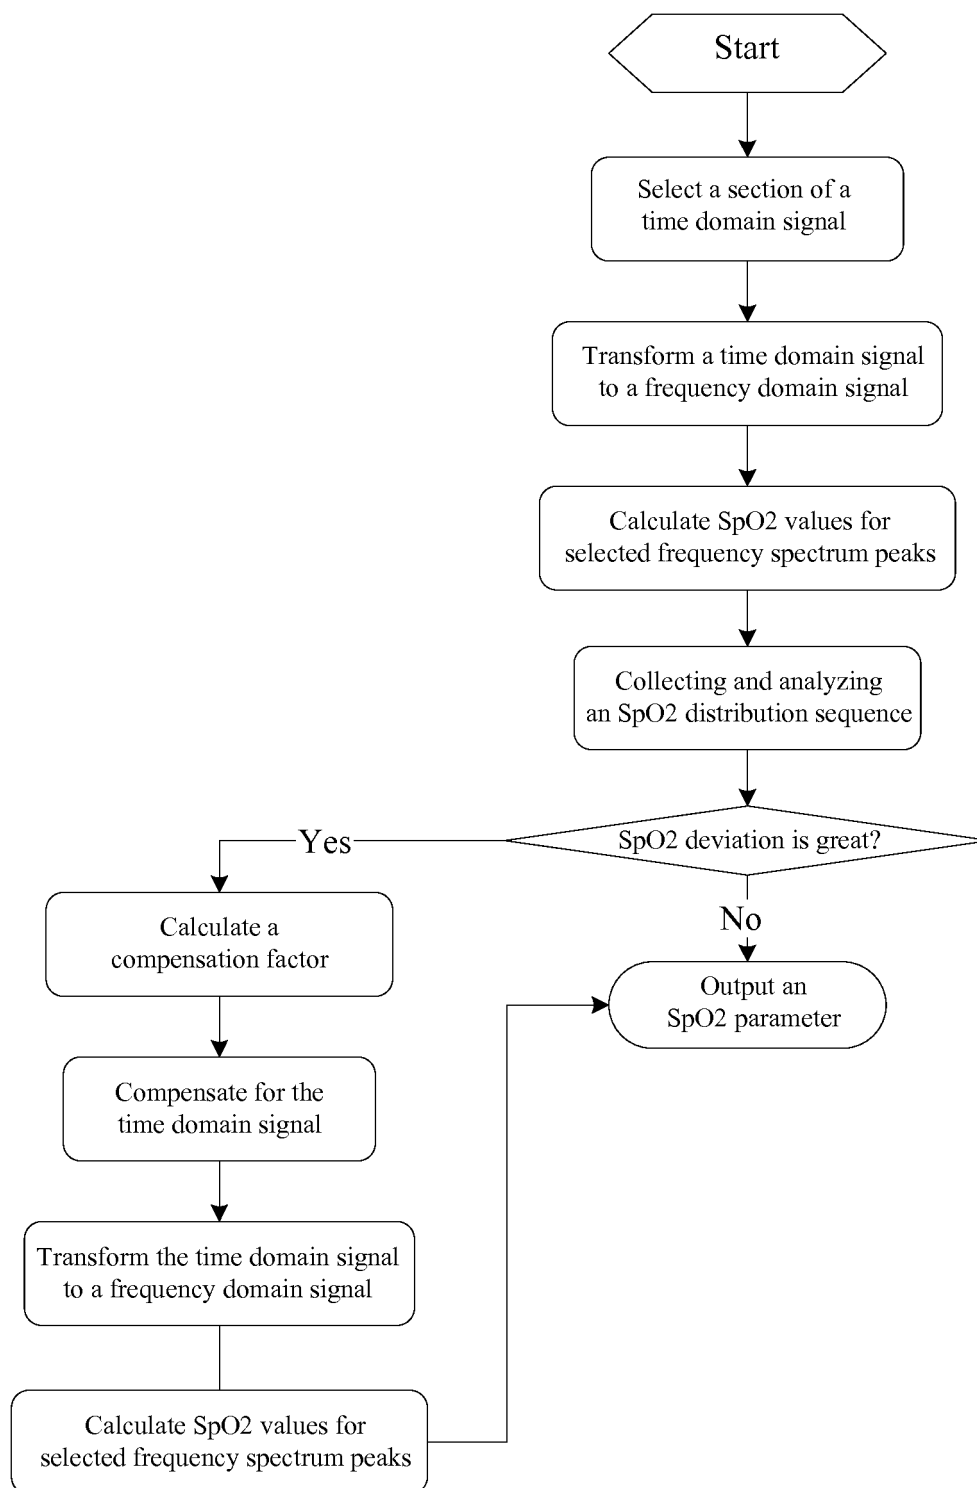 Start
Select a section of a
time domain signal
Transform a time domain signal
to a frequency domain signal
Calculate SpO2 values for
selected frequency spectrum peaks
Collecting and analyzing
an SpO2 distribution sequence
SpO2 deviation is great?
Yes
No
Calculate a
compensation factor
Output an
SpO2 parameter
Compensate for the
time domain signal
Transform the time domain signal
to a frequency domain signal
Calculate SpO2 values for
selected frequency spectrum peaks